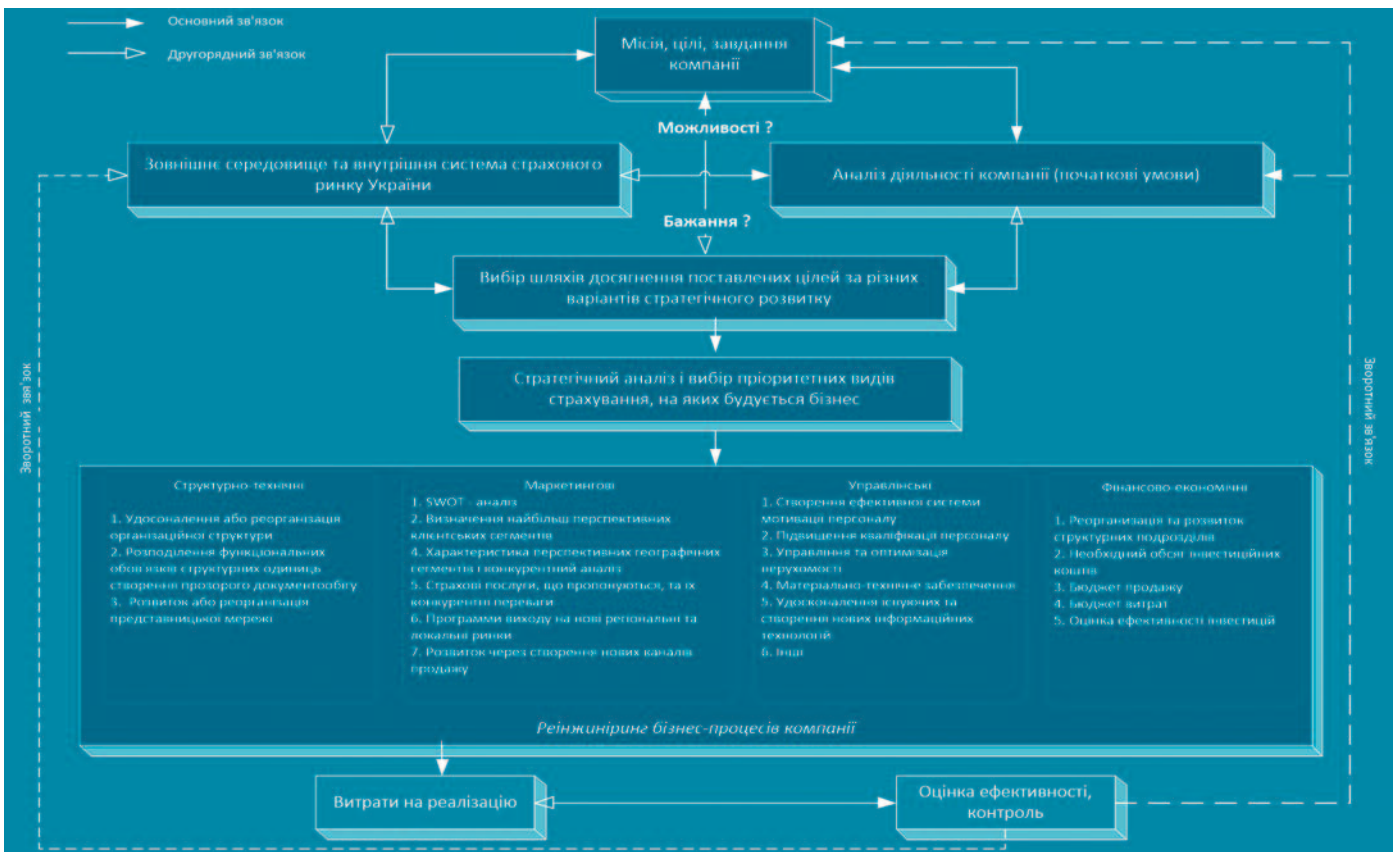 Основний зв'язок
Другорядний зв'язок
Місія, цілі, завдання
компанії
Можливості ?
Зовнішнє середовище та внутрішня система страхового
ринку України
Аналіз діяльності компанії (початкові умови)
Бажання ?
Вибір шляхів досягнення поставлених цілей за різних
варіантів стратегічного розвитку
Стратегічний аналіз і вибір пріоритетних видів
страхування, на яких будується бізнес
Зворотний звя'зок
Зворотний зв'язок
Структурно-технічні
1. Удосоналення або реорганізація
організаційної структури
2. Розподілення функціональних
обов'язків структурних одиниць
створення прозорого документообігу
3. Розвиток або реорганізація
представницької мережі
Маркетингові
1. SWOT - аналіз
2. Визначення найбільш перспективних
клієнтських сегментів
4. Характеристика перспективних географічних
сегментів і конкурентний аналіз
5. Страхові послуги, що пропонуються, та їх
конкурентні переваги
6. Программи виходу на нові регіональні та
локальні ринки
7. Розвиток через створення нових каналів
продажу
Управлінські
1. Створення ефективної системи
мотивації персоналу
2. Підвищення кваліфікації персоналу
3. Управління та оптимізація
нерухомості
4. Матеріально-технічне забезпечення
5. Удосконалення існуючих та
створення нових інформаційних
технологій
6. Інші
Фінансово-економічні
1. Реорганизація та розвиток
структурних подрозділів
2. Необхідний обсяг інвестиційних
коштів
3. Бюджет продажу
4. Бюджет витрат
5. Оцінка ефективності інвестицій
Реінжиніринг бізнес-процесів компанії
Витрати на реалізацію
Оцінка ефективності,
контроль